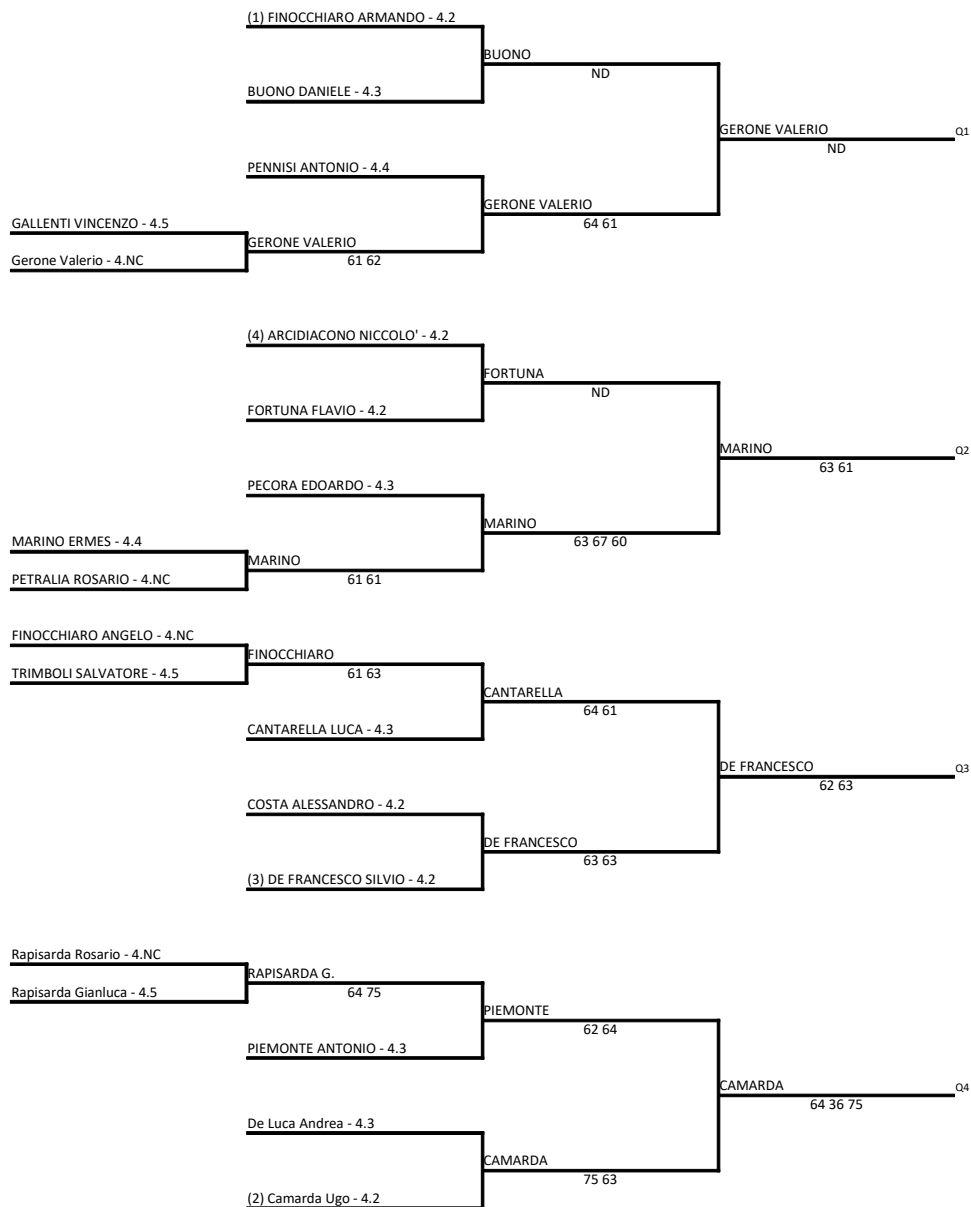 (1) FINOCCHIARO ARMANDO - 4.2
BUONO
ND
BUONO DANIELE - 4.3
GERONE VALERIO
Q1
ND
PENNISI ANTONIO - 4.4
GERONE VALERIO
64 61
GALLENTI VINCENZO - 4.5
GERONE VALERIO
61 62
Gerone Valerio - 4.NC
(4) ARCIDIACONO NICCOLO' - 4.2
FORTUNA
ND
FORTUNA FLAVIO - 4.2
MARINO
Q2
63 61
PECORA EDOARDO - 4.3
MARINO
63 67 60
MARINO ERMES - 4.4
MARINO
61 61
PETRALIA ROSARIO - 4.NC
FINOCCHIARO ANGELO - 4.NC
FINOCCHIARO
61 63
TRIMBOLI SALVATORE - 4.5
CANTARELLA
64 61
CANTARELLA LUCA - 4.3
DE FRANCESCO
Q3
62 63
COSTA ALESSANDRO - 4.2
DE FRANCESCO
63 63
(3) DE FRANCESCO SILVIO - 4.2
Rapisarda Rosario - 4.NC
RAPISARDA G.
64 75
Rapisarda Gianluca - 4.5
PIEMONTE
62 64
PIEMONTE ANTONIO - 4.3
CAMARDA
Q4
64 36 75
De Luca Andrea - 4.3
CAMARDA
75 63
(2) Camarda Ugo - 4.2